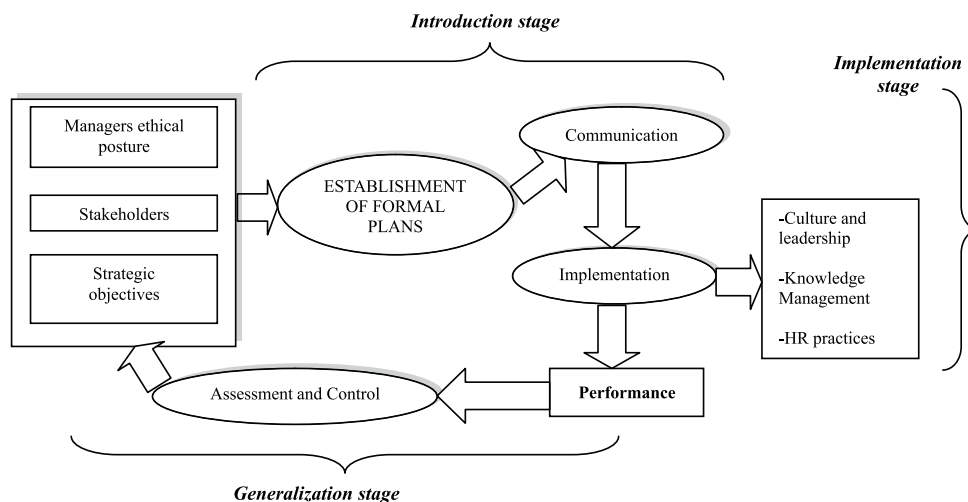 Introduction stage
Implementation
stage
Managers ethical
posture
Stakeholders
Strategic
objectives
ESTABLISHMENT
OF FORMAL
PLANS
Communication
Implementation
-Culture and
leadership
-Knowledge
Management
-HR practices
Assessment and Control
Performance
Generalization stage